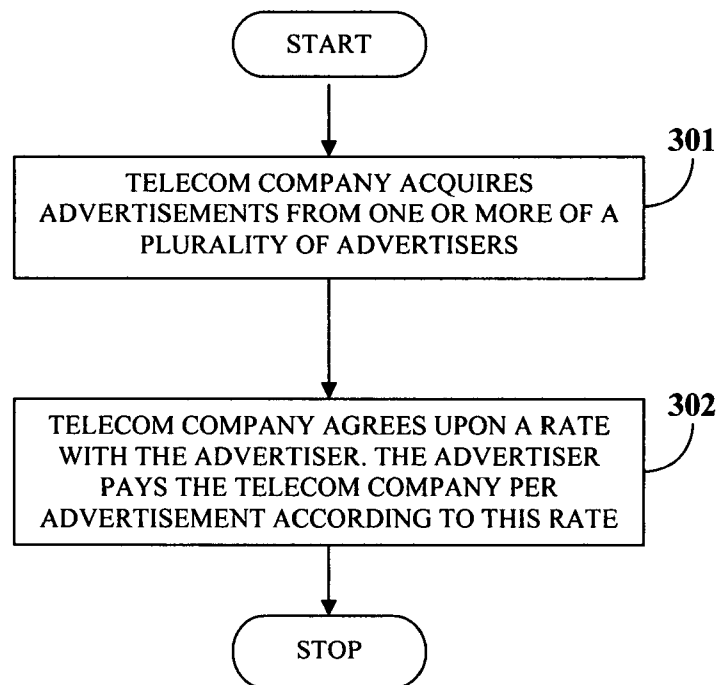 START
301
TELECOM COMPANY ACQUIRES
ADVERTISEMENTS FROM ONE OR MORE OF A
PLURALITY OF ADVERTISERS
302
TELECOM COMPANY AGREES UPON A RATE
WITH THE ADVERTISER. THE ADVERTISER
PAYS THE TELECOM COMPANY PER
ADVERTISEMENT ACCORDING TO THIS RATE
STOP